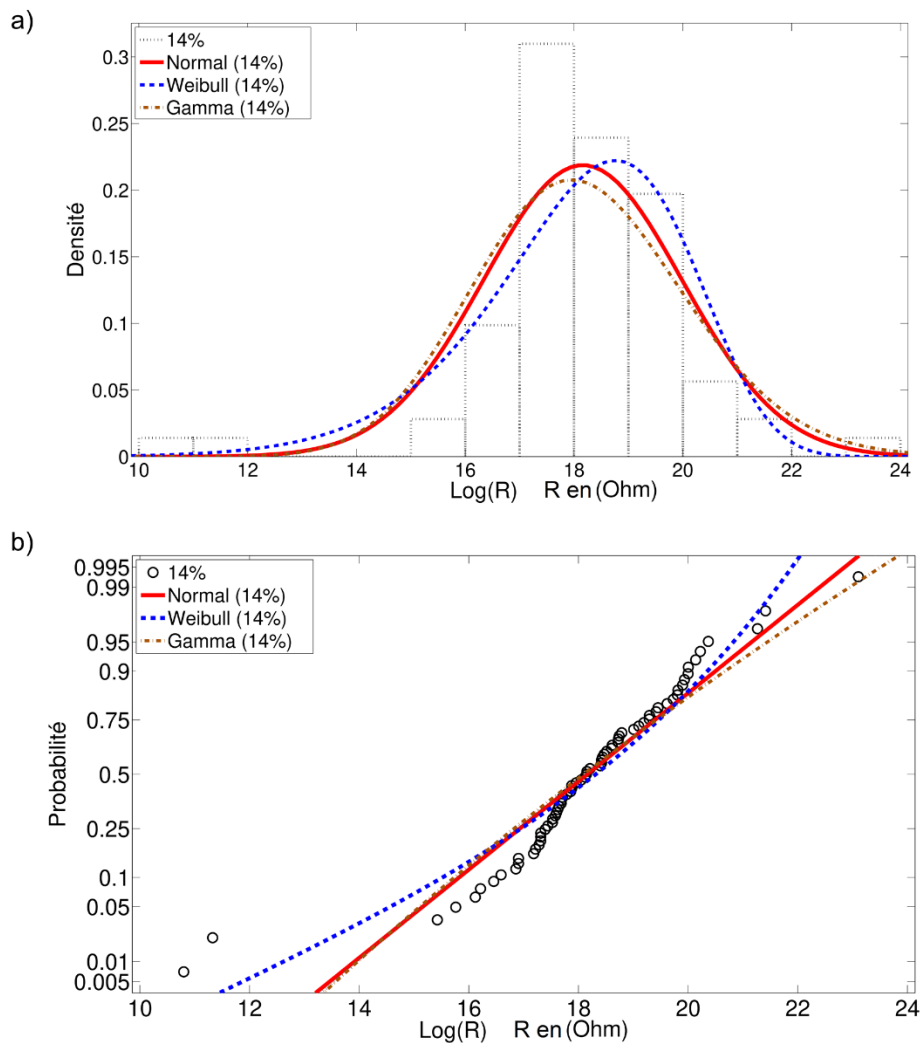 a)
14%
Normal (14%)
Weibull (14%)
Gamma (14%)
0.3
0.25
0.2
0.15
0.1
0.05
0
Densité
10 12 14 16 18 20 22 24
Log(R) R en (Ohm)
b)
14%
Normal (14%)
Weibull (14%)
Gamma (14%)
0.995
0.99
0.95
0.9
0.75
0.5
0.25
0.1
0.05
0.01
0.005
Probabilité
10 12 14 16 18 20 22 24
Log(R) R en (Ohm)